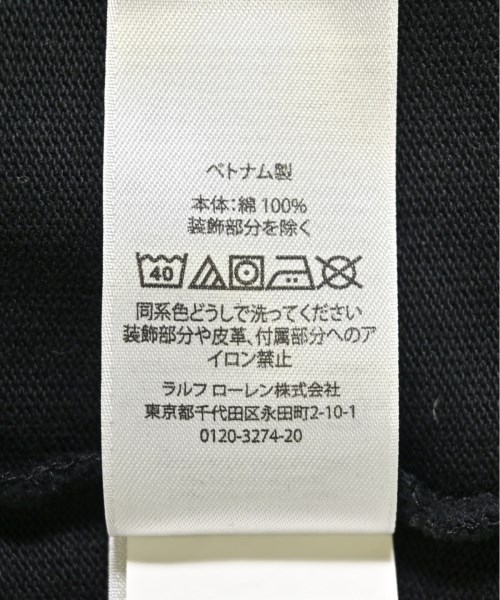 ベトナム製
本体：綿 100%
装飾部分を除く
40
同系色どうしで洗ってください
装飾部分や皮革、付属部分へのア
イロン禁止
ラルフ ローレン株式会社
東京都千代田区永田町2-10-1
0120-3274-20